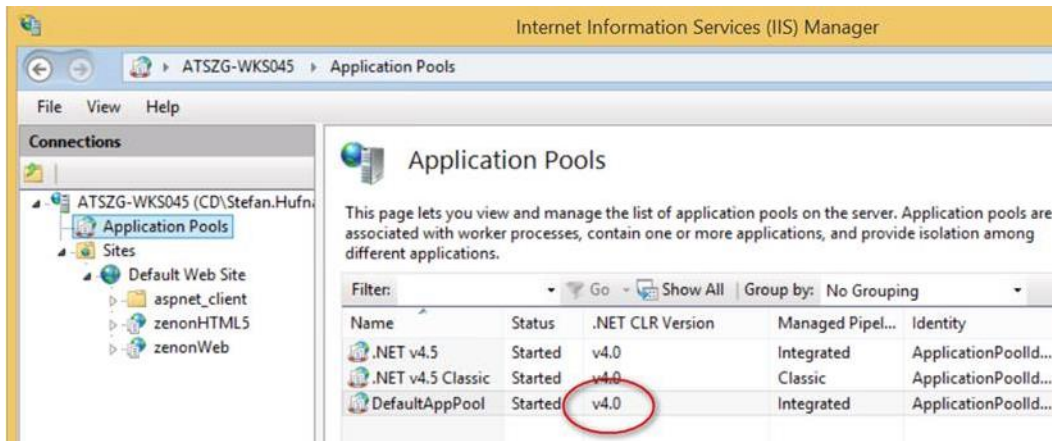 Internet Information Services (IIS) Manager
ATSZG-WKS045 Application Pools
File View Help
Connections
ATSZG-WKS045 (CD\Stefan.Hufn
Application Pools
Sites
Default Web Site
aspnet_client
zenonHTML5
zenonWeb
Application Pools
This page lets you view and manage the list of application pools on the server. Application pools are
associated with worker processes, contain one or more applications, and provide isolation among
different applications.
Filter: Go Show All Group by: No Grouping
Name Status .NET CLR Version Managed Pipel... Identity
.NET v4.5 Started v4.0 Integrated ApplicationPoolId...
.NET v4.5 Classic Started v4.0 Classic ApplicationPoolId...
DefaultAppPool Started v4.0 Integrated ApplicationPoolId...